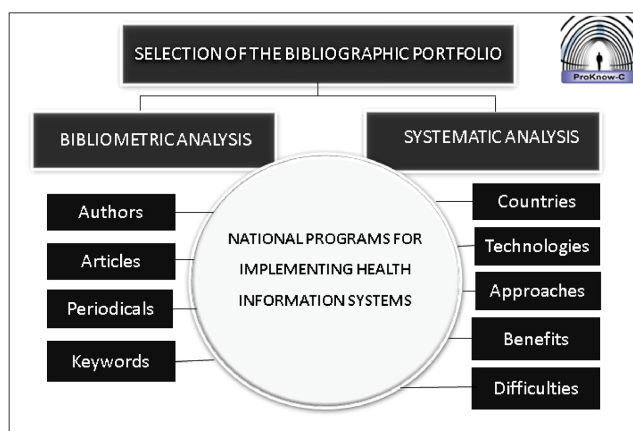 SELECTION OF THE BIBLIOGRAPHIC PORTFOLIO
ProKnow-C
BIBLIOMETRIC ANALYSIS
SYSTEMATIC ANALYSIS
Authors
Articles
Periodicals
Keywords
NATIONAL PROGRAMS FOR
IMPLEMENTING HEALTH
INFORMATION SYSTEMS
Countries
Technologies
Approaches
Benefits
Difficulties